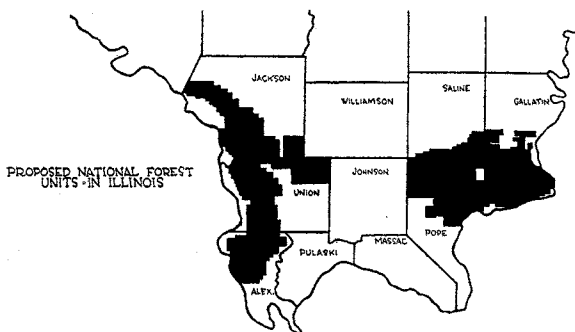 JACKSON
SALINE
WILLIAMSON
GALLATIN
PROPOSED NATIONAL FOREST
UNITS-IN ILLINOIS
JOHNSON
UNION
POPE
MASSAC
PULASKI
ALEX.